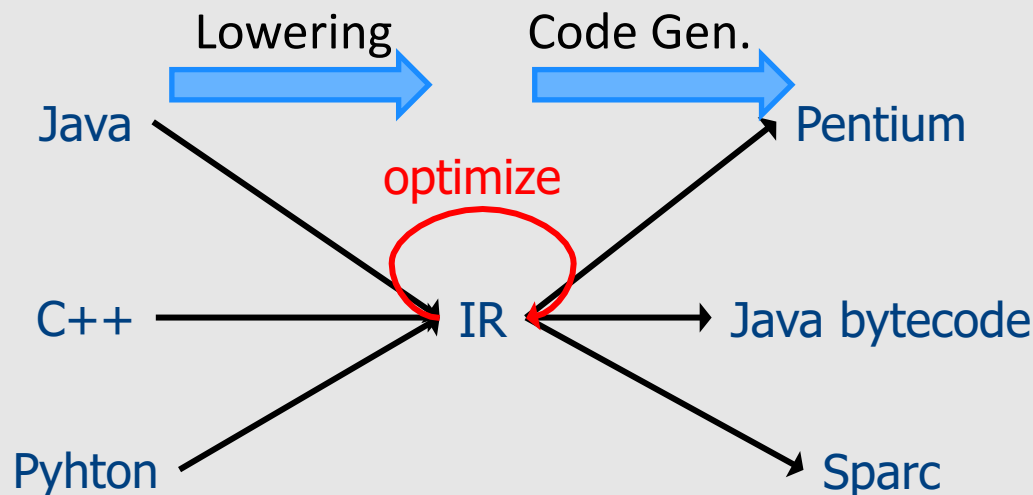 Lowering
Code Gen.
Java
Pentium
optimize
C++
IR
Java bytecode
Pyhton
Sparc